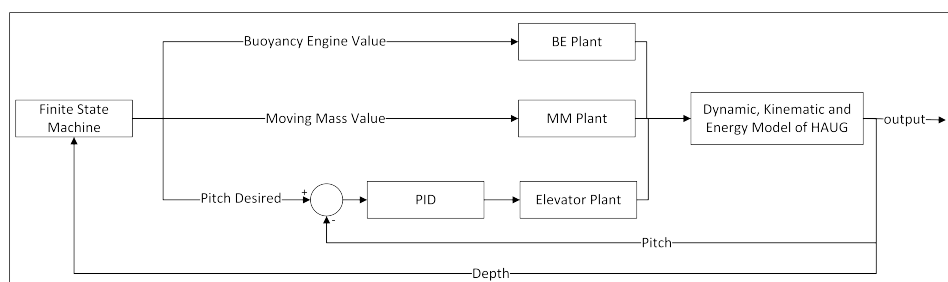 Buoyancy Engine Value
BE Plant
Finite State
Machine
Moving Mass Value
MM Plant
Dynamic, Kinematic and
Energy Model of HAUG
output
Pitch Desired
+
-
PID
Elevator Plant
Pitch
Depth